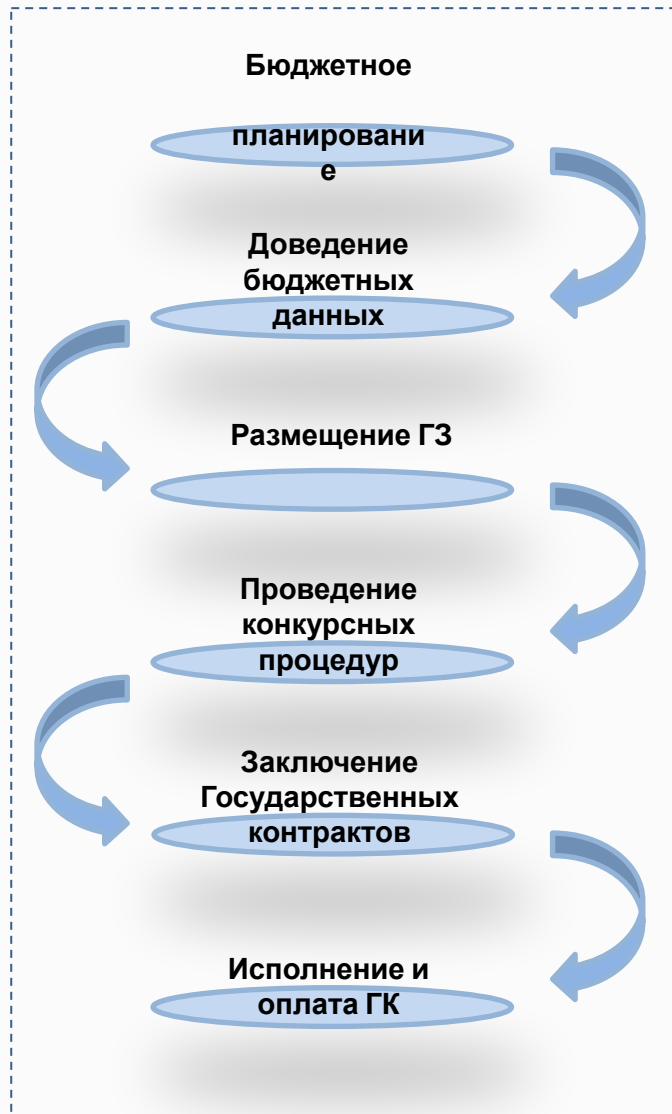 Бюджетное
планировани
е
Доведение
бюджетных
данных
Размещение ГЗ
Проведение
конкурсных
процедур
Заключение
Государственных
контрактов
Исполнение и
оплата ГК